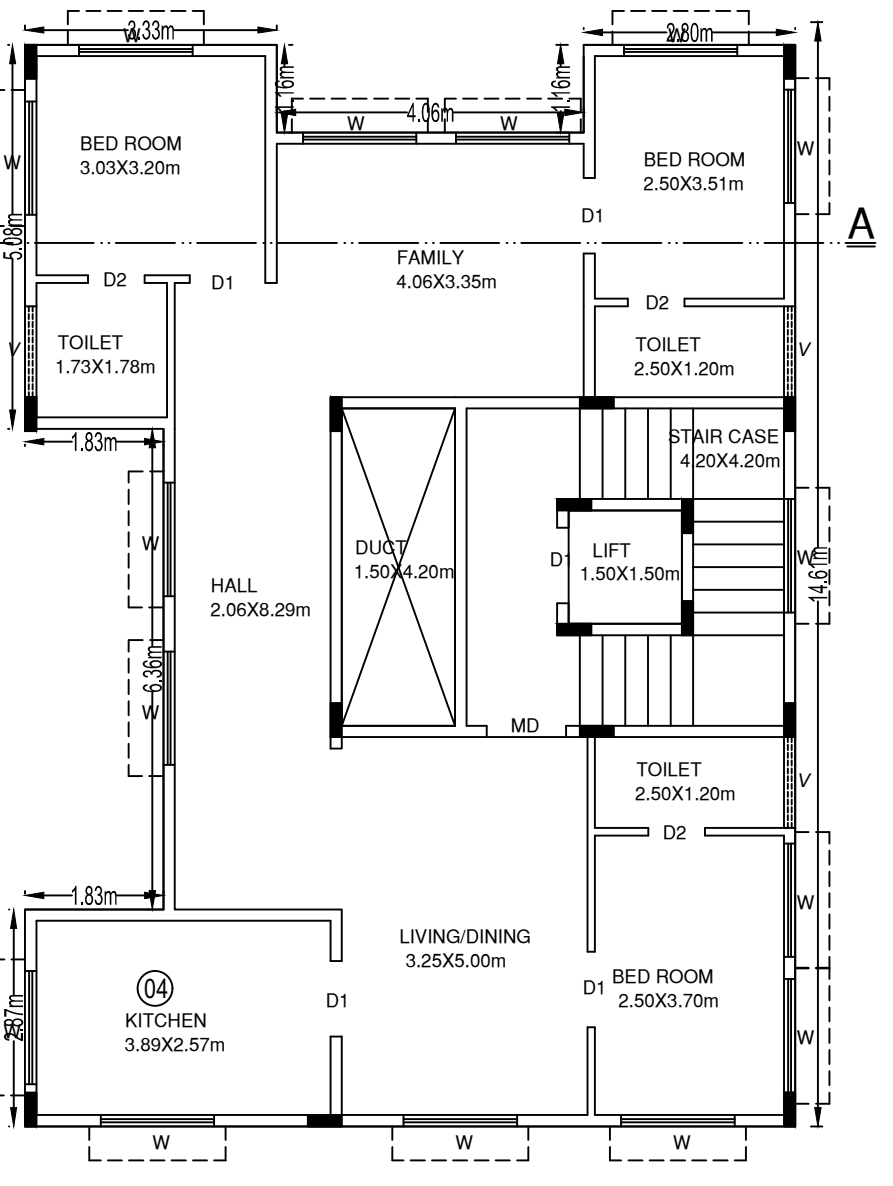 3.33m
W
2.80m
W
1.16m
1.16m
4.06m
W
W
BED ROOM
3.03X3.20m
W
BED ROOM
2.50X3.51m
W
D1
A
5.08m
FAMILY
4.06X3.35m
D2
D1
D2
TOILET
1.73X1.78m
V
TOILET
2.50X1.20m
V
1.83m
STAIR CASE
4.20X4.20m
W
DUCT
1.50X4.20m
D1
LIFT
1.50X1.50m
W
14.61m
HALL
2.06X8.29m
6.36m
W
MD
TOILET
2.50X1.20m
V
D2
1.83m
W
LIVING/DINING
3.25X5.00m
D1
BED ROOM
2.50X3.70m
04
KITCHEN
3.89X2.57m
D1
2.87m
W
W
W
W
W